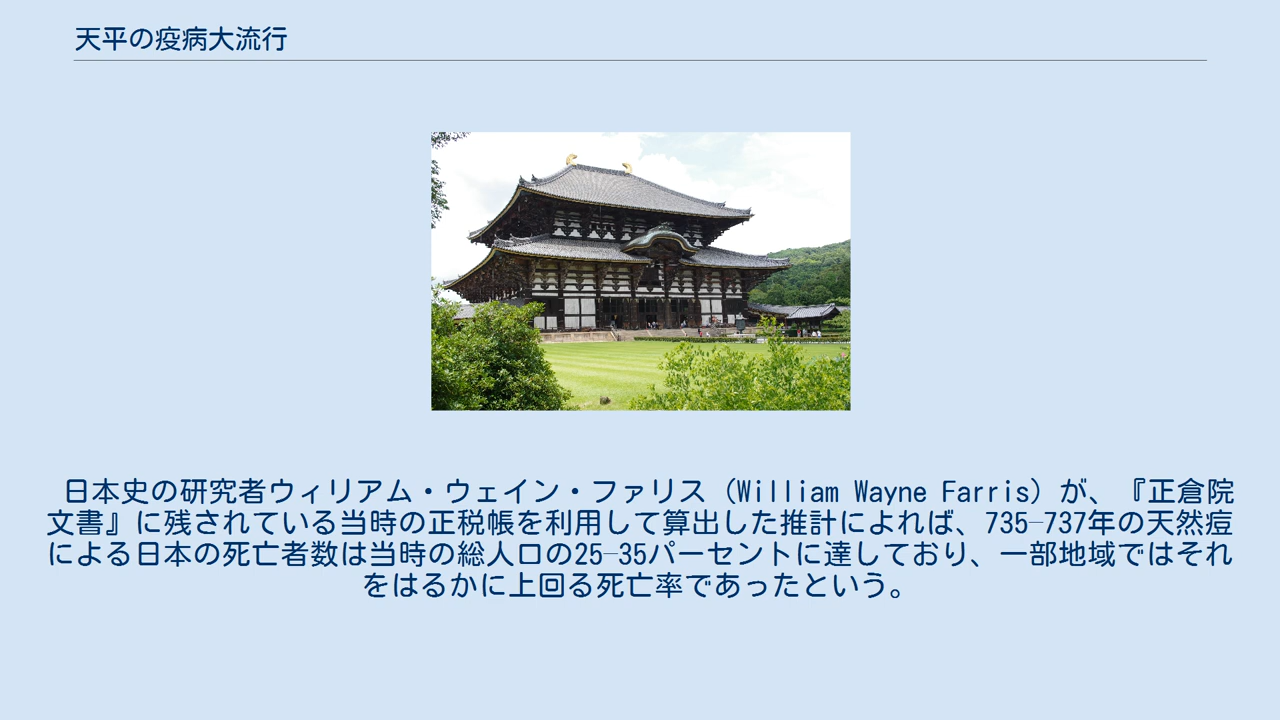 天平の疫病大流行
日本史の研究者ウィリアム・ウェイン・ファリス（William Wayne Farris）が、『正倉院
文書』に残されている当時の正税帳を利用して算出した推計によれば、735–737年の天然痘
による日本の死亡者数は当時の総人口の25–35パーセントに達しており、一部地域ではそれ
をはるかに上回る死亡率であったという。